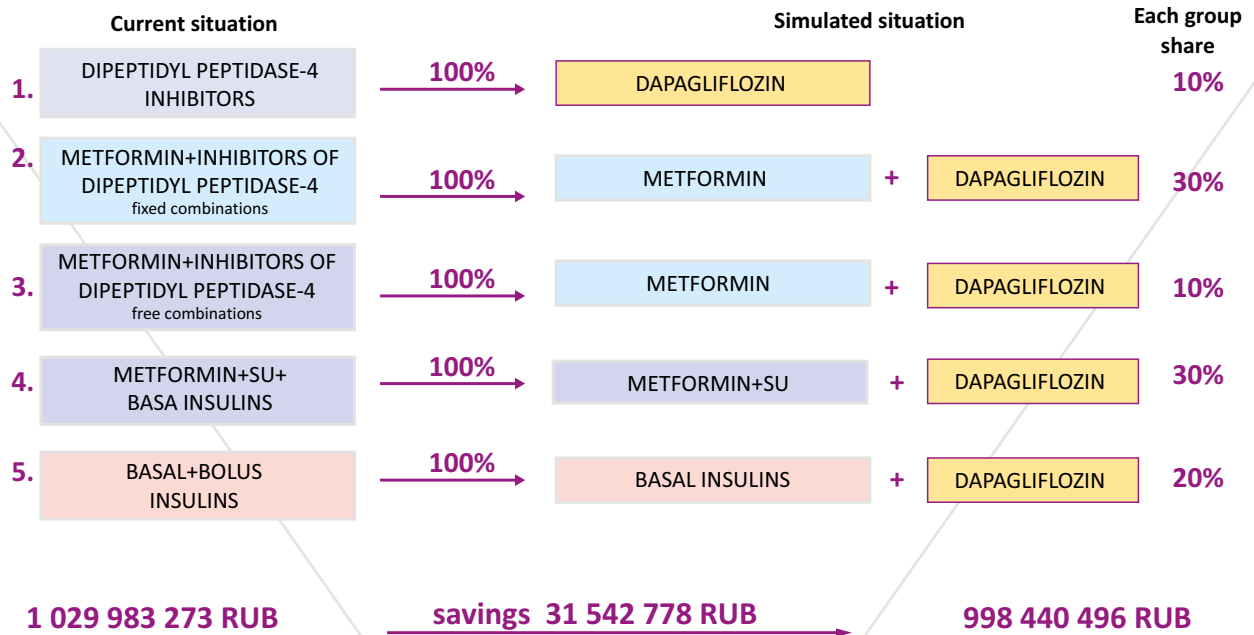 Current situation
Simulated situation
Each group
share
1.
DIPEPTIDYL PEPTIDASE-4
INHIBITORS
100%
DAPAGLIFLOZIN
10%
2.
METFORMIN+INHIBITORS OF
DIPEPTIDYL PEPTIDASE-4
fixed combinations
100%
METFORMIN
+
DAPAGLIFLOZIN
30%
3.
METFORMIN+INHIBITORS OF
DIPEPTIDYL PEPTIDASE-4
free combinations
100%
METFORMIN
+
DAPAGLIFLOZIN
10%
4.
METFORMIN+SU+
BASA INSULINS
100%
METFORMIN+SU
+
DAPAGLIFLOZIN
30%
5.
BASAL+BOLUS
INSULINS
100%
BASAL INSULINS
+
DAPAGLIFLOZIN
20%
1 029 983 273 RUB
savings 31 542 778 RUB
998 440 496 RUB